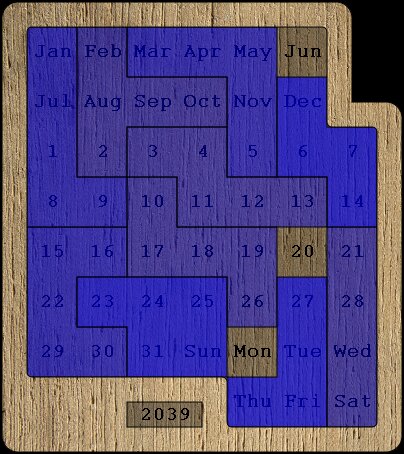 Jan Feb Mar Apr May Jun
Jul Aug Sep Oct Nov Dec
1 2 3 4 5 6 7
8 9 10 11 12 13 14
15 16 17 18 19 20 21
22 23 24 25 26 27 28
29 30 31 Sun Mon Tue Wed
Thu Fri Sat
2039